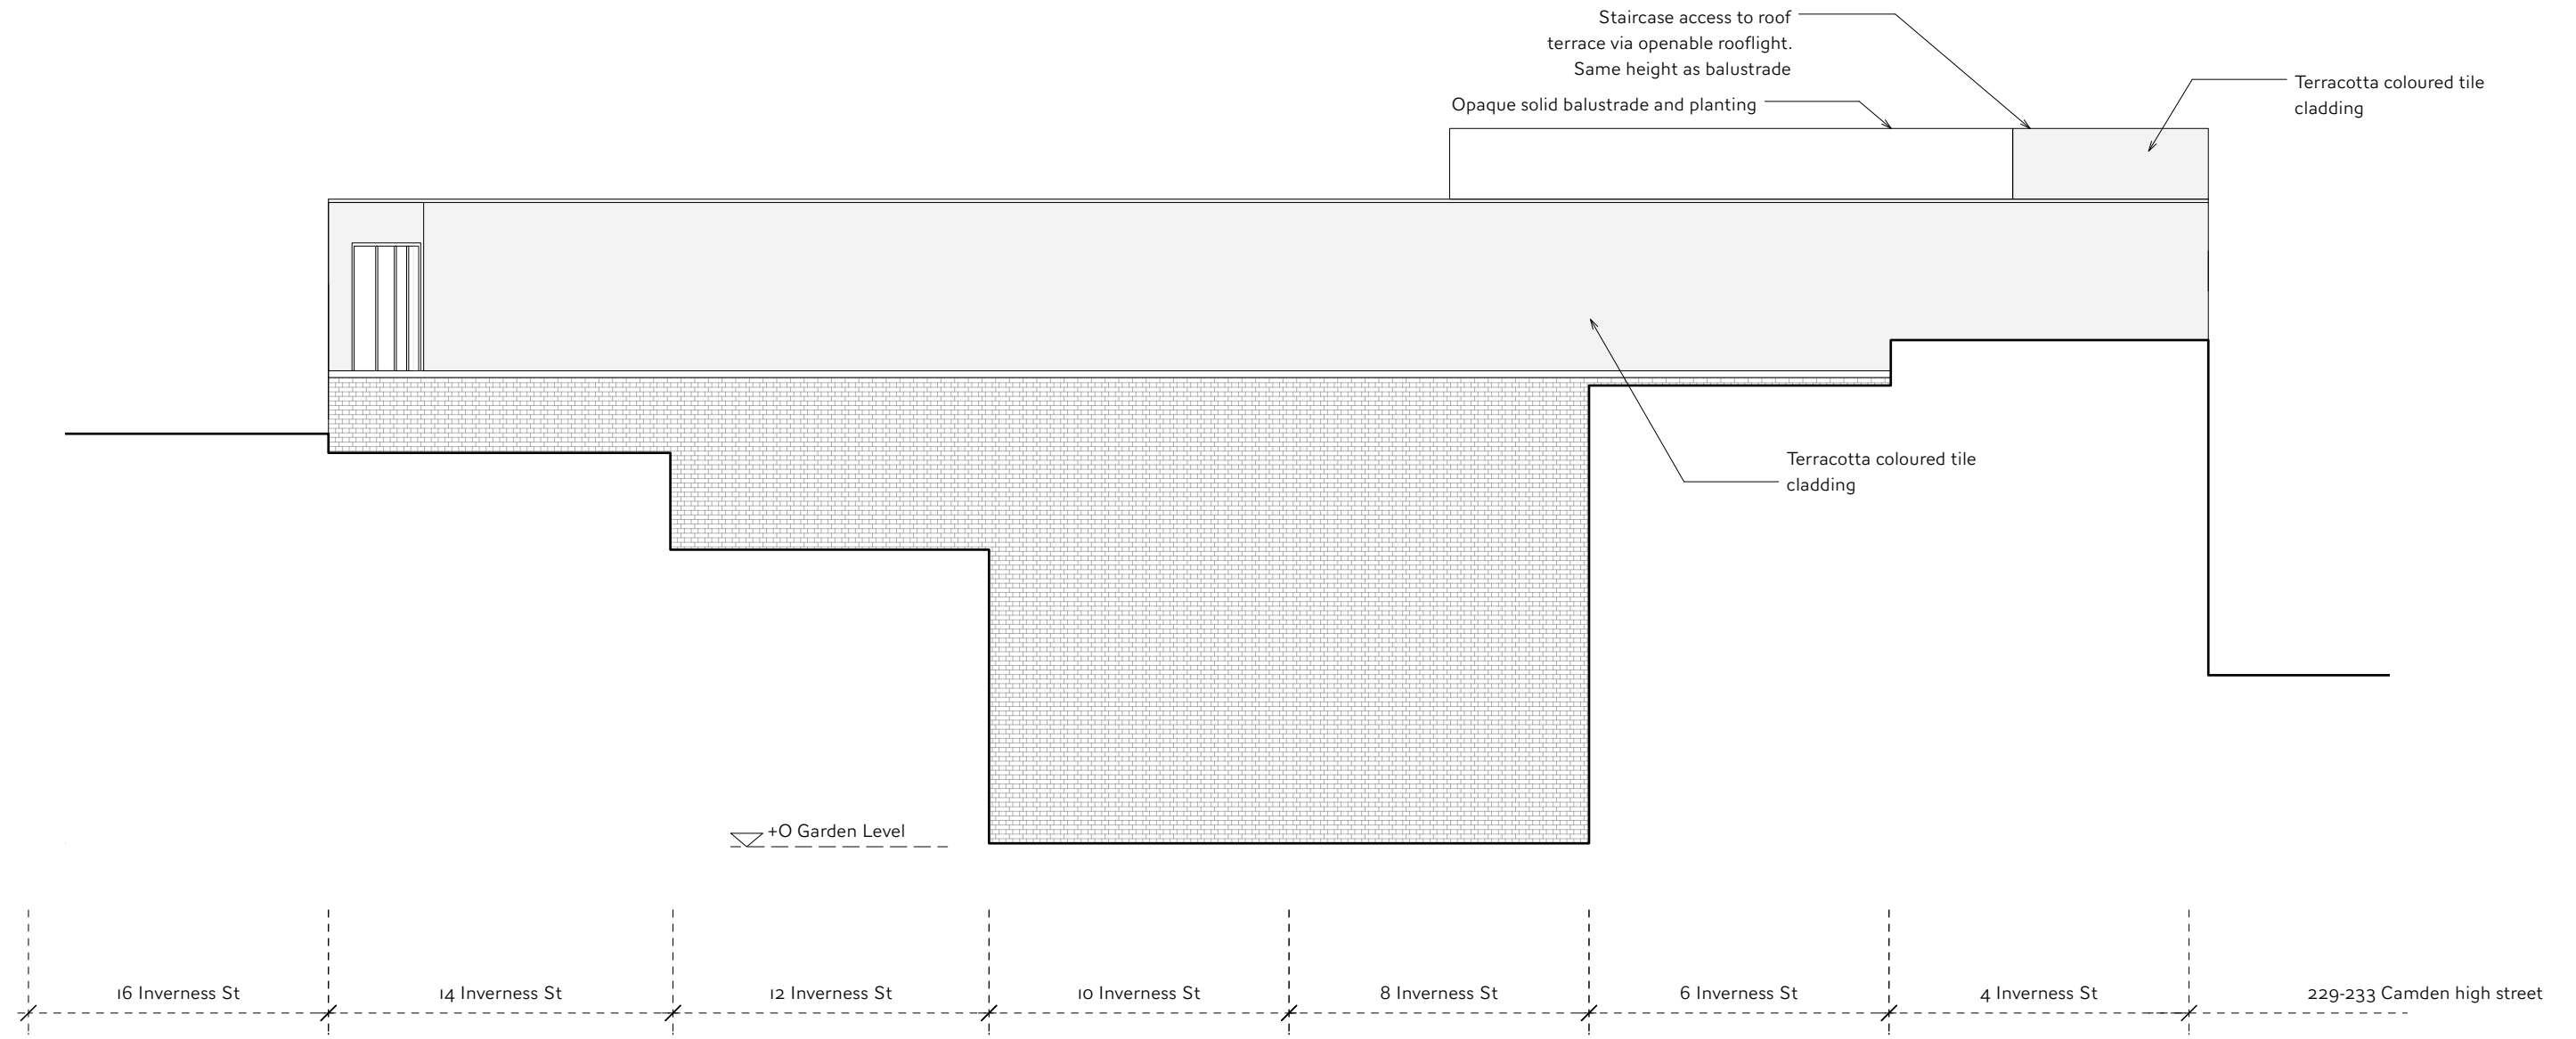 Staircase access to roof
terrace via openable rooflight.
Same height as balustrade
Opaque solid balustrade and planting
Terracotta coloured tile
cladding
Terracotta coloured tile
cladding
+0 Garden Level
16 Inverness St
14 Inverness St
12 Inverness St
10 Inverness St
8 Inverness St
6 Inverness St
4 Inverness St
229-233 Camden high street